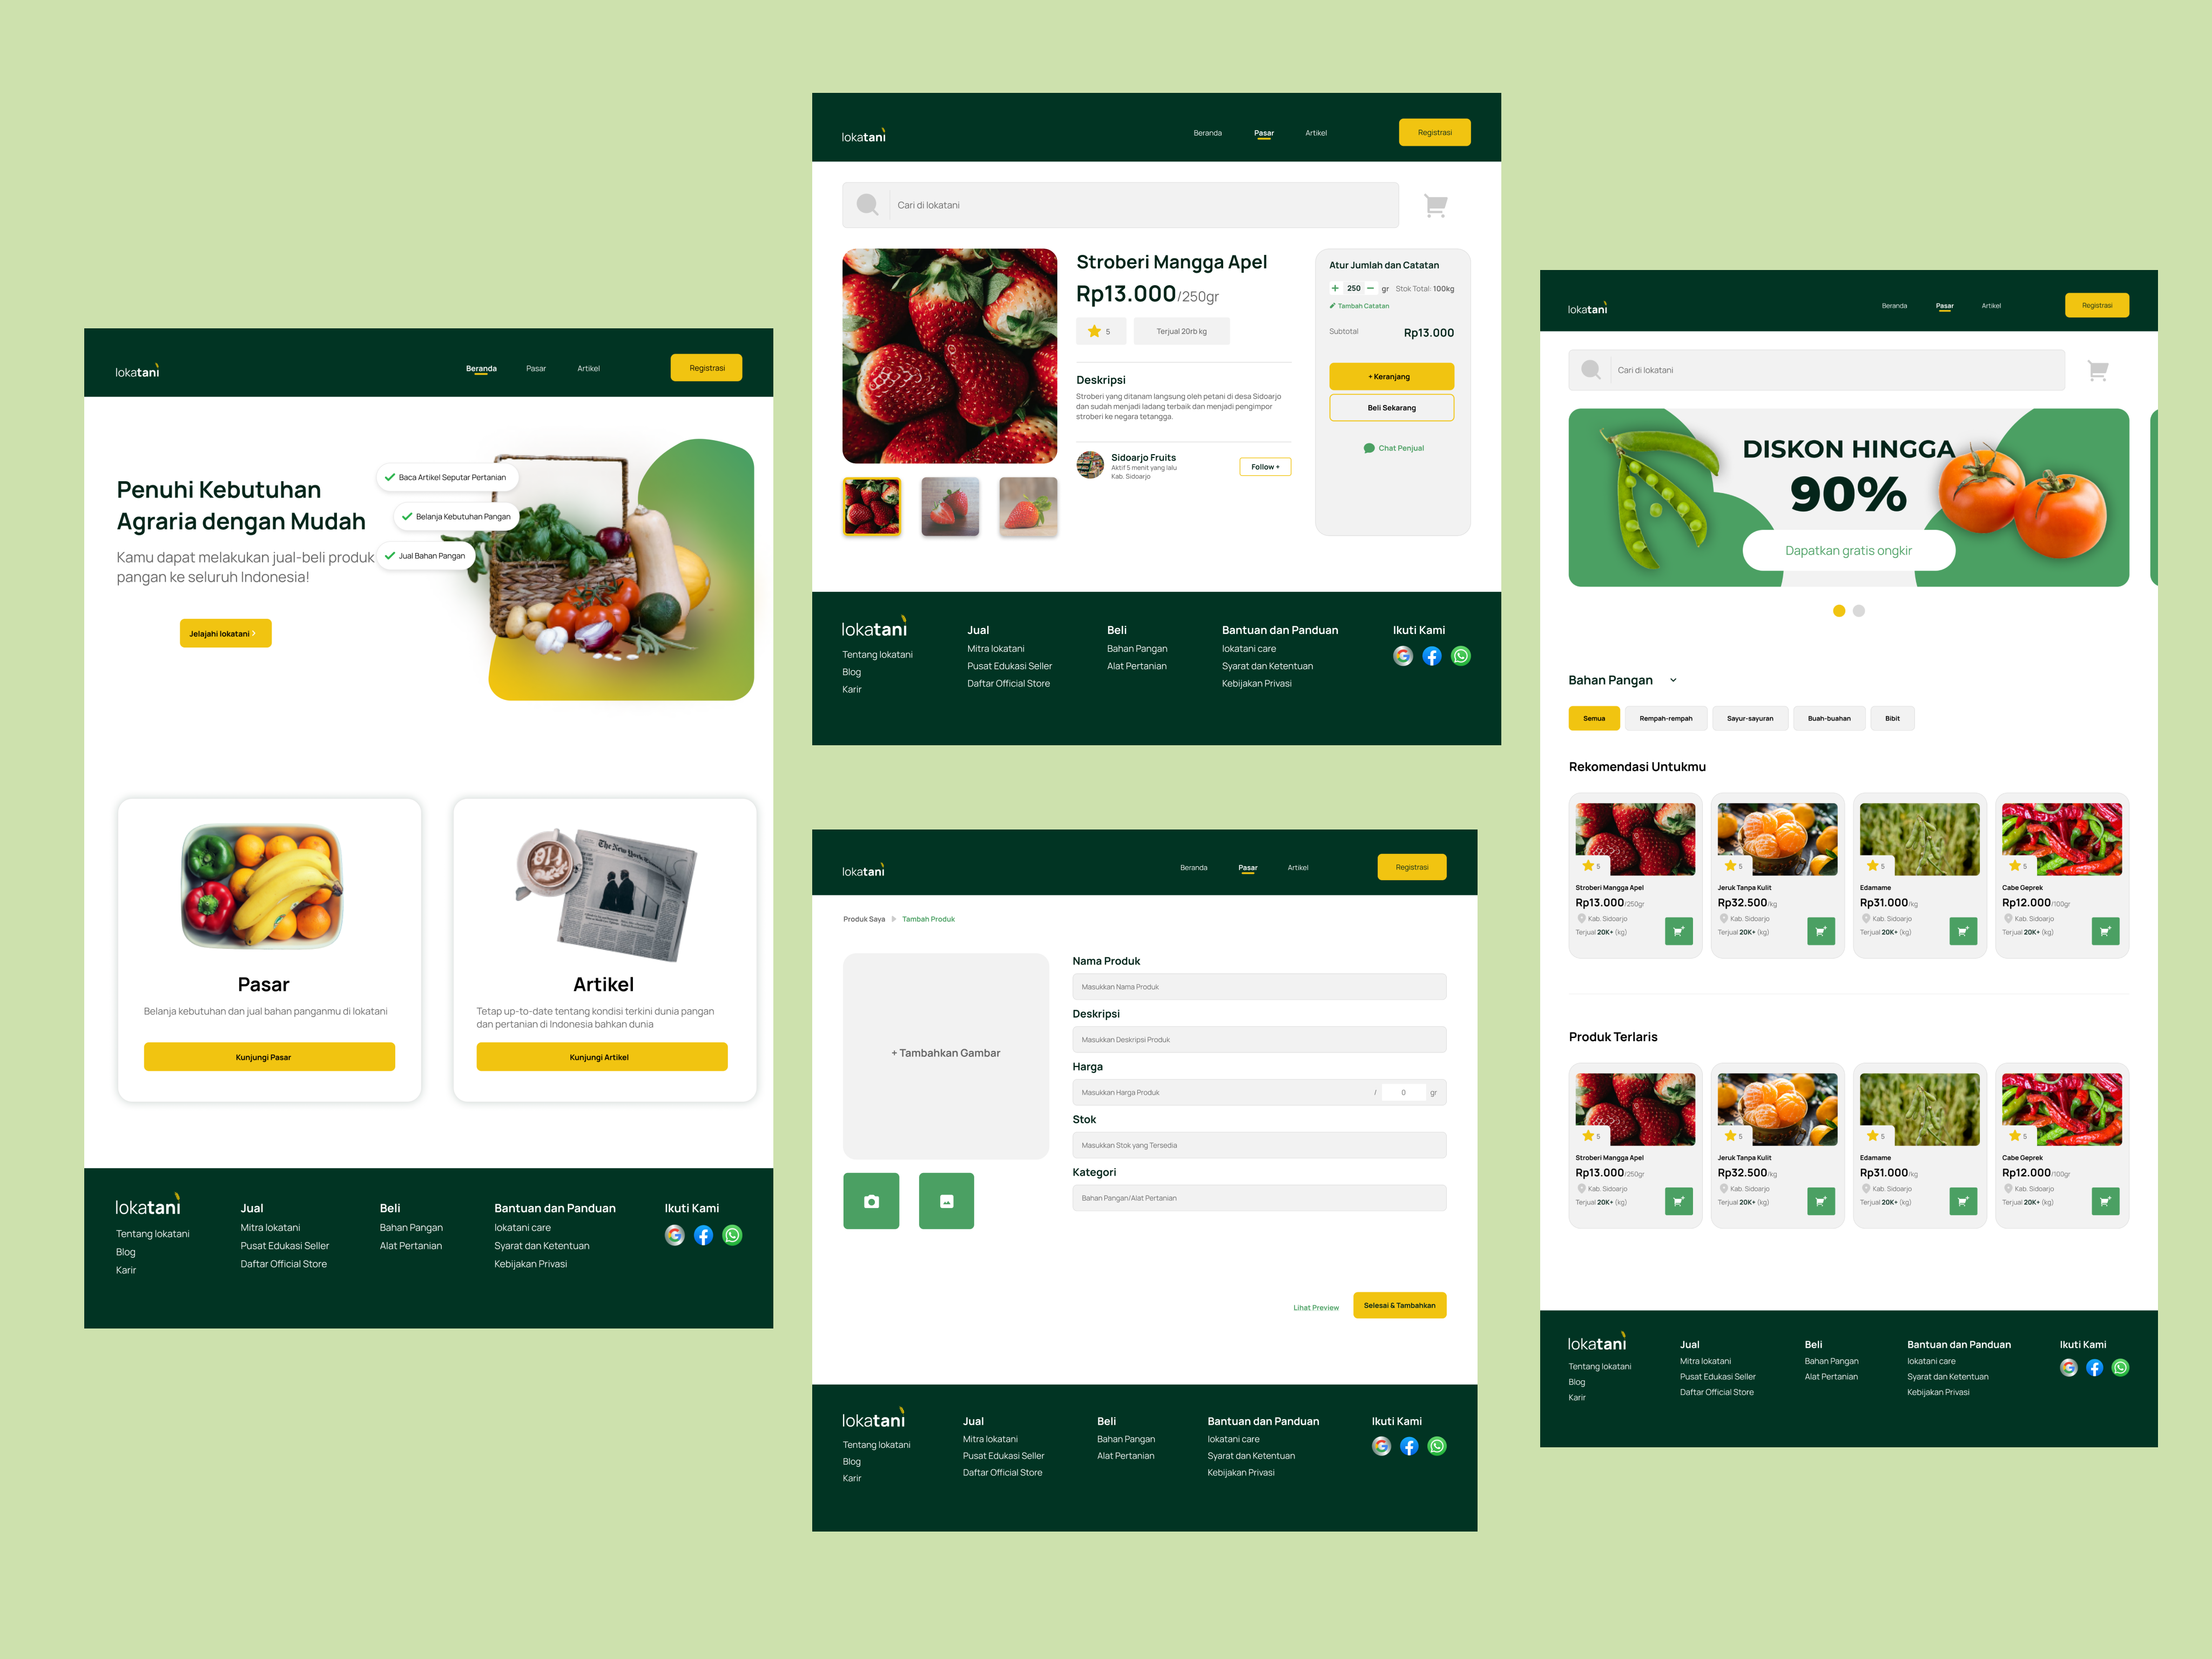 lokatani
Beranda
Pasar
Artikel
Registrasi
Penuhi Kebutuhan
Agraria dengan Mudah
Kamu dapat melakukan jual-beli produk
pangan ke seluruh Indonesia!
Baca Artikel Seputar Pertanian
Belanja Kebutuhan Pangan
Jual Bahan Pangan
Jelajahi lokatani >
Pasar
Belanja kebutuhan dan jual bahan panganmu di lokatani
Kunjungi Pasar
The New York
Artikel
Tetap up-to-date tentang kondisi terkini dunia pangan
dan pertanian di Indonesia bahkan dunia
Kunjungi Artikel
lokatani
Tentang lokatani
Blog
Karir
Jual
Mitra lokatani
Pusat Edukasi Seller
Daftar Official Store
Beli
Bahan Pangan
Alat Pertanian
Bantuan dan Panduan
lokatani care
Syarat dan Ketentuan
Kebijakan Privasi
Ikuti Kami
lokatani
Beranda
Pasar
Artikel
Registrasi
Cari di lokatani
Stroberi Mangga Apel
Rp13.000/250gr
5
Terjual 20rb kg
Deskripsi
Stroberi yang ditanam langsung oleh petani di desa Sidoarjo
dan sudah menjadi ladang terbaik dan menjadi pengimpor
stroberi ke negara tetangga.
Sidoarjo Fruits
Aktif 5 menit yang lalu
Kab. Sidoarjo
Follow +
Atur Jumlah dan Catatan
+ 250 − gr Stok Total: 100kg
Tambah Catatan
Subtotal Rp13.000
+ Keranjang
Beli Sekarang
Chat Penjual
lokatani
Tentang lokatani
Blog
Karir
Jual
Mitra lokatani
Pusat Edukasi Seller
Daftar Official Store
Beli
Bahan Pangan
Alat Pertanian
Bantuan dan Panduan
lokatani care
Syarat dan Ketentuan
Kebijakan Privasi
Ikuti Kami
lokatani
Beranda
Pasar
Artikel
Registrasi
Produk Saya
Tambah Produk
+ Tambahkan Gambar
Nama Produk
Masukkan Nama Produk
Deskripsi
Masukkan Deskripsi Produk
Harga
Masukkan Harga Produk / 0 gr
Stok
Masukkan Stok yang Tersedia
Kategori
Bahan Pangan/Alat Pertanian
Lihat Preview
Selesai & Tambahkan
lokatani
Tentang lokatani
Blog
Karir
Jual
Mitra lokatani
Pusat Edukasi Seller
Daftar Official Store
Beli
Bahan Pangan
Alat Pertanian
Bantuan dan Panduan
lokatani care
Syarat dan Ketentuan
Kebijakan Privasi
Ikuti Kami
lokatani
Beranda
Pasar
Artikel
Registrasi
Cari di lokatani
DISKON HINGGA
90%
Dapatkan gratis ongkir
Bahan Pangan
Semua
Rempah-rempah
Sayur-sayuran
Buah-buahan
Bibit
Rekomendasi Untukmu
5
Stroberi Mangga Apel
Rp13.000/250gr
Kab. Sidoarjo
Terjual 20K+ (kg)
5
Jeruk Tanpa Kulit
Rp32.500/kg
Kab. Sidoarjo
Terjual 20K+ (kg)
5
Edamame
Rp31.000/kg
Kab. Sidoarjo
Terjual 20K+ (kg)
5
Cabe Geprek
Rp12.000/100gr
Kab. Sidoarjo
Terjual 20K+ (kg)
Produk Terlaris
5
Stroberi Mangga Apel
Rp13.000/250gr
Kab. Sidoarjo
Terjual 20K+ (kg)
5
Jeruk Tanpa Kulit
Rp32.500/kg
Kab. Sidoarjo
Terjual 20K+ (kg)
5
Edamame
Rp31.000/kg
Kab. Sidoarjo
Terjual 20K+ (kg)
5
Cabe Geprek
Rp12.000/100gr
Kab. Sidoarjo
Terjual 20K+ (kg)
lokatani
Tentang lokatani
Blog
Karir
Jual
Mitra lokatani
Pusat Edukasi Seller
Daftar Official Store
Beli
Bahan Pangan
Alat Pertanian
Bantuan dan Panduan
lokatani care
Syarat dan Ketentuan
Kebijakan Privasi
Ikuti Kami